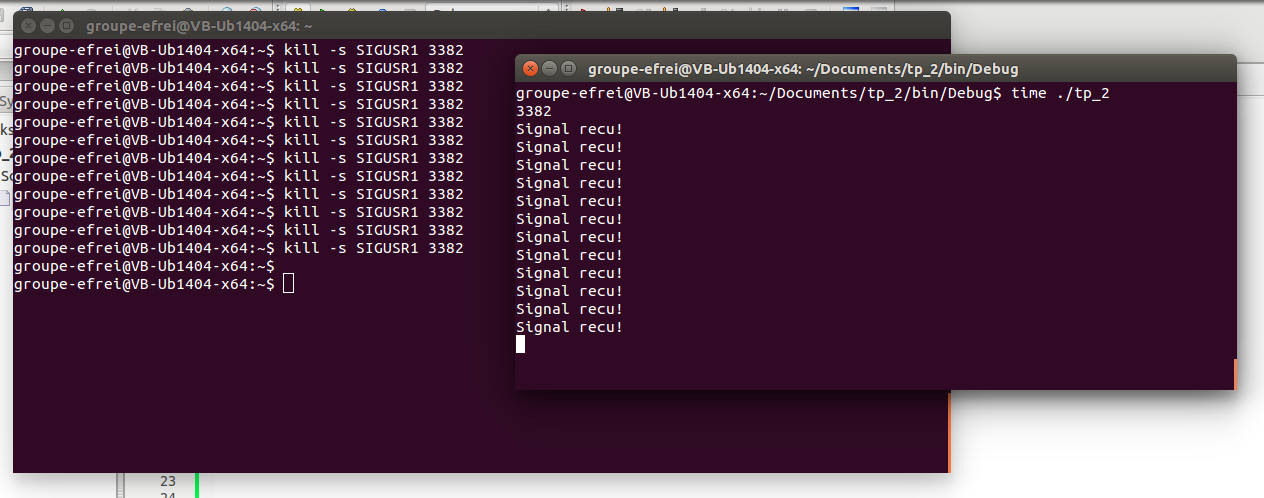 groupe-efrei@VB-Ub1404-x64: ~
groupe-efrei@VB-Ub1404-x64:~$ kill -s SIGUSR1 3382
groupe-efrei@VB-Ub1404-x64:~$ kill -s SIGUSR1 3382
groupe-efrei@VB-Ub1404-x64:~$ kill -s SIGUSR1 3382
groupe-efrei@VB-Ub1404-x64:~$ kill -s SIGUSR1 3382
groupe-efrei@VB-Ub1404-x64:~$ kill -s SIGUSR1 3382
groupe-efrei@VB-Ub1404-x64:~$ kill -s SIGUSR1 3382
groupe-efrei@VB-Ub1404-x64:~$ kill -s SIGUSR1 3382
groupe-efrei@VB-Ub1404-x64:~$ kill -s SIGUSR1 3382
groupe-efrei@VB-Ub1404-x64:~$ kill -s SIGUSR1 3382
groupe-efrei@VB-Ub1404-x64:~$ kill -s SIGUSR1 3382
groupe-efrei@VB-Ub1404-x64:~$ kill -s SIGUSR1 3382
groupe-efrei@VB-Ub1404-x64:~$ kill -s SIGUSR1 3382
groupe-efrei@VB-Ub1404-x64:~$
groupe-efrei@VB-Ub1404-x64:~$
groupe-efrei@VB-Ub1404-x64: ~/Documents/tp_2/bin/Debug
groupe-efrei@VB-Ub1404-x64:~/Documents/tp_2/bin/Debug$ time ./tp_2
3382
Signal recu!
Signal recu!
Signal recu!
Signal recu!
Signal recu!
Signal recu!
Signal recu!
Signal recu!
Signal recu!
Signal recu!
Signal recu!
Signal recu!
23
24